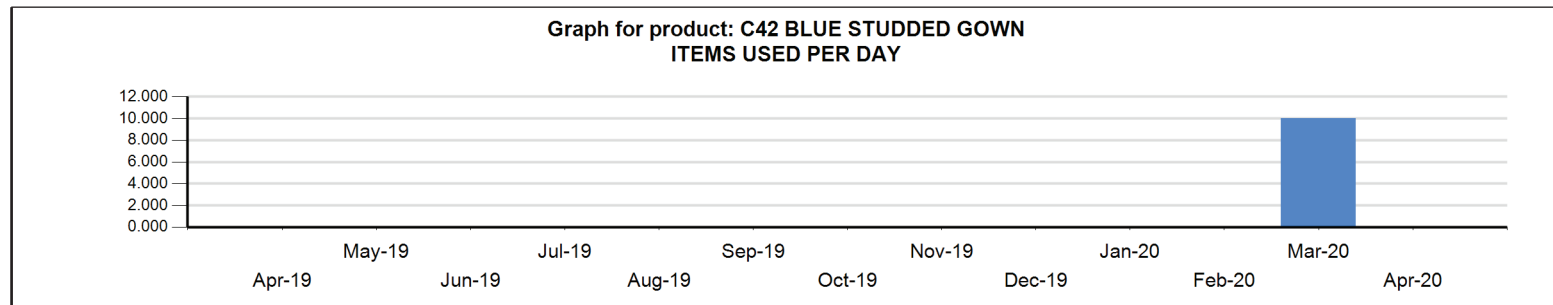 Graph for product: C42 BLUE STUDDED GOWN
ITEMS USED PER DAY
12.000
10.000
8.000
6.000
4.000
2.000
0.000
May-19 Jul-19 Sep-19 Nov-19 Jan-20 Mar-20
Apr-19 Jun-19 Aug-19 Oct-19 Dec-19 Feb-20 Apr-20